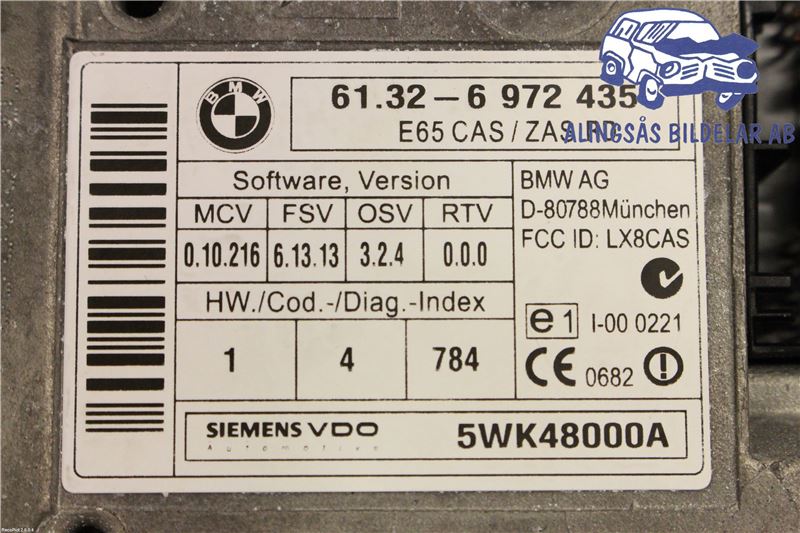 BMW
61.32-6 972 435
E65 CAS / ZAS RD
ALINGSÅS BILDELAR AB
Software, Version
MCV FSV OSV RTV
0.10.216 6.13.13 3.2.4 0.0.0
HW./Cod.-/Diag.-Index
1 4 784
BMW AG
D-80788München
FCC ID: LX8CAS
e1 I-00 0221
CE 0682
SIEMENS VDO
Automotive
5WK48000A